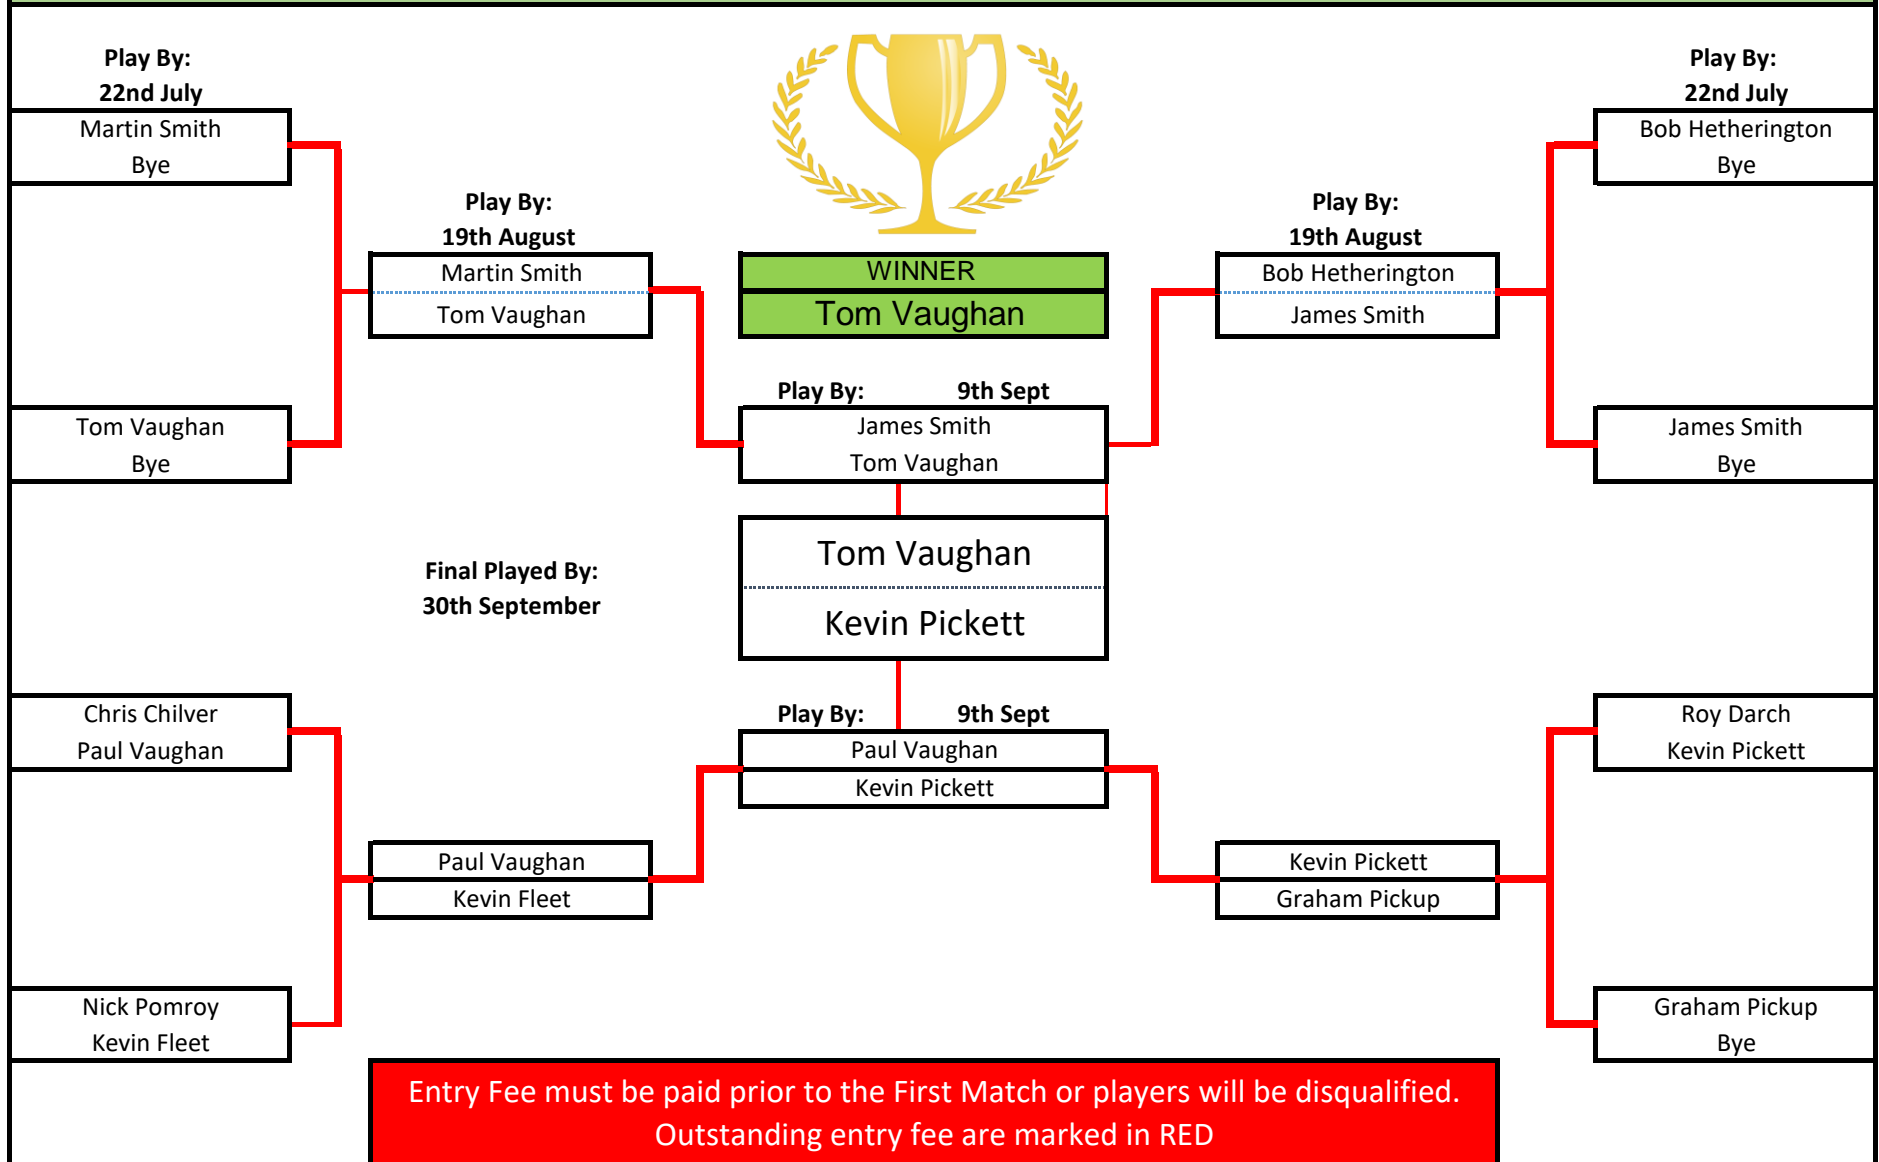 Play By:
22nd July
Martin Smith
Bye
Play By:
19th August
Martin Smith
Tom Vaughan
Tom Vaughan
Bye
WINNER
Tom Vaughan
Play By: 9th Sept
James Smith
Tom Vaughan
Play By:
22nd July
Bob Hetherington
Bye
Play By:
19th August
Bob Hetherington
James Smith
James Smith
Bye
Final Played By:
30th September
Tom Vaughan
Kevin Pickett
Chris Chilver
Paul Vaughan
Play By: 9th Sept
Paul Vaughan
Kevin Pickett
Roy Darch
Kevin Pickett
Paul Vaughan
Kevin Fleet
Kevin Pickett
Graham Pickup
Nick Pomroy
Kevin Fleet
Graham Pickup
Bye
Entry Fee must be paid prior to the First Match or players will be disqualified.
Outstanding entry fee are marked in RED